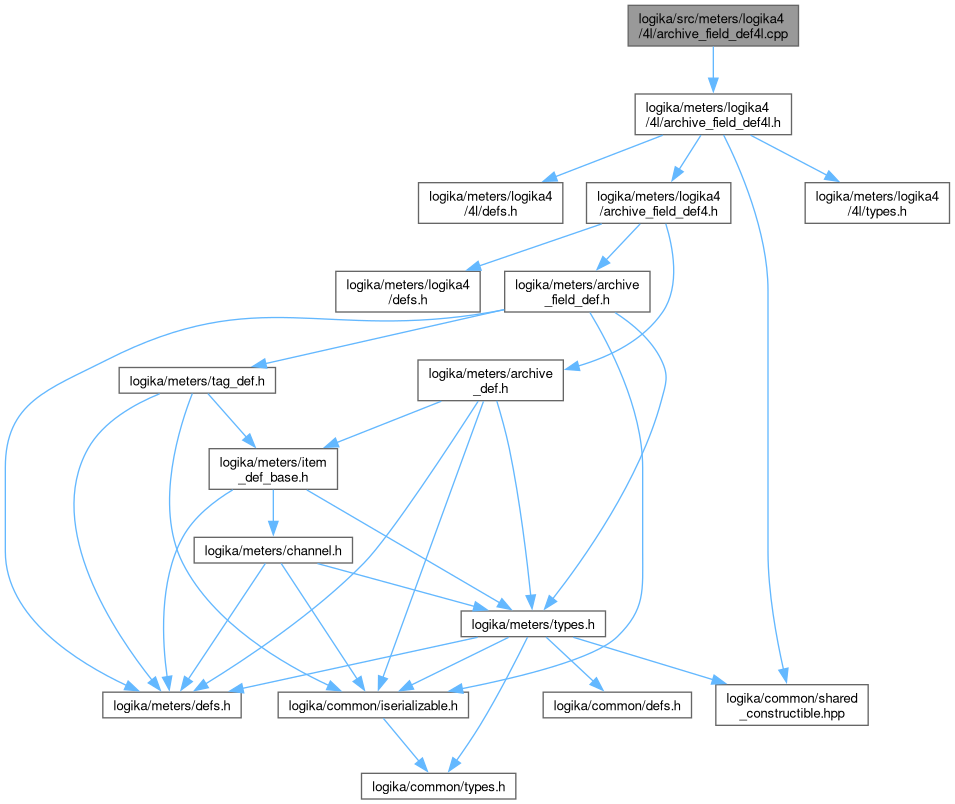 logika/src/meters/logika4
/4l/archive_field_def4l.cpp
logika/meters/logika4
/4l/archive_field_def4l.h
logika/meters/logika4
/4l/defs.h
logika/meters/logika4
/archive_field_def4.h
logika/meters/logika4
/4l/types.h
logika/meters/logika4
/defs.h
logika/meters/archive
_field_def.h
logika/meters/tag_def.h
logika/meters/archive
_def.h
logika/meters/item
_def_base.h
logika/meters/channel.h
logika/meters/types.h
logika/meters/defs.h
logika/common/iserializable.h
logika/common/defs.h
logika/common/shared
_constructible.hpp
logika/common/types.h